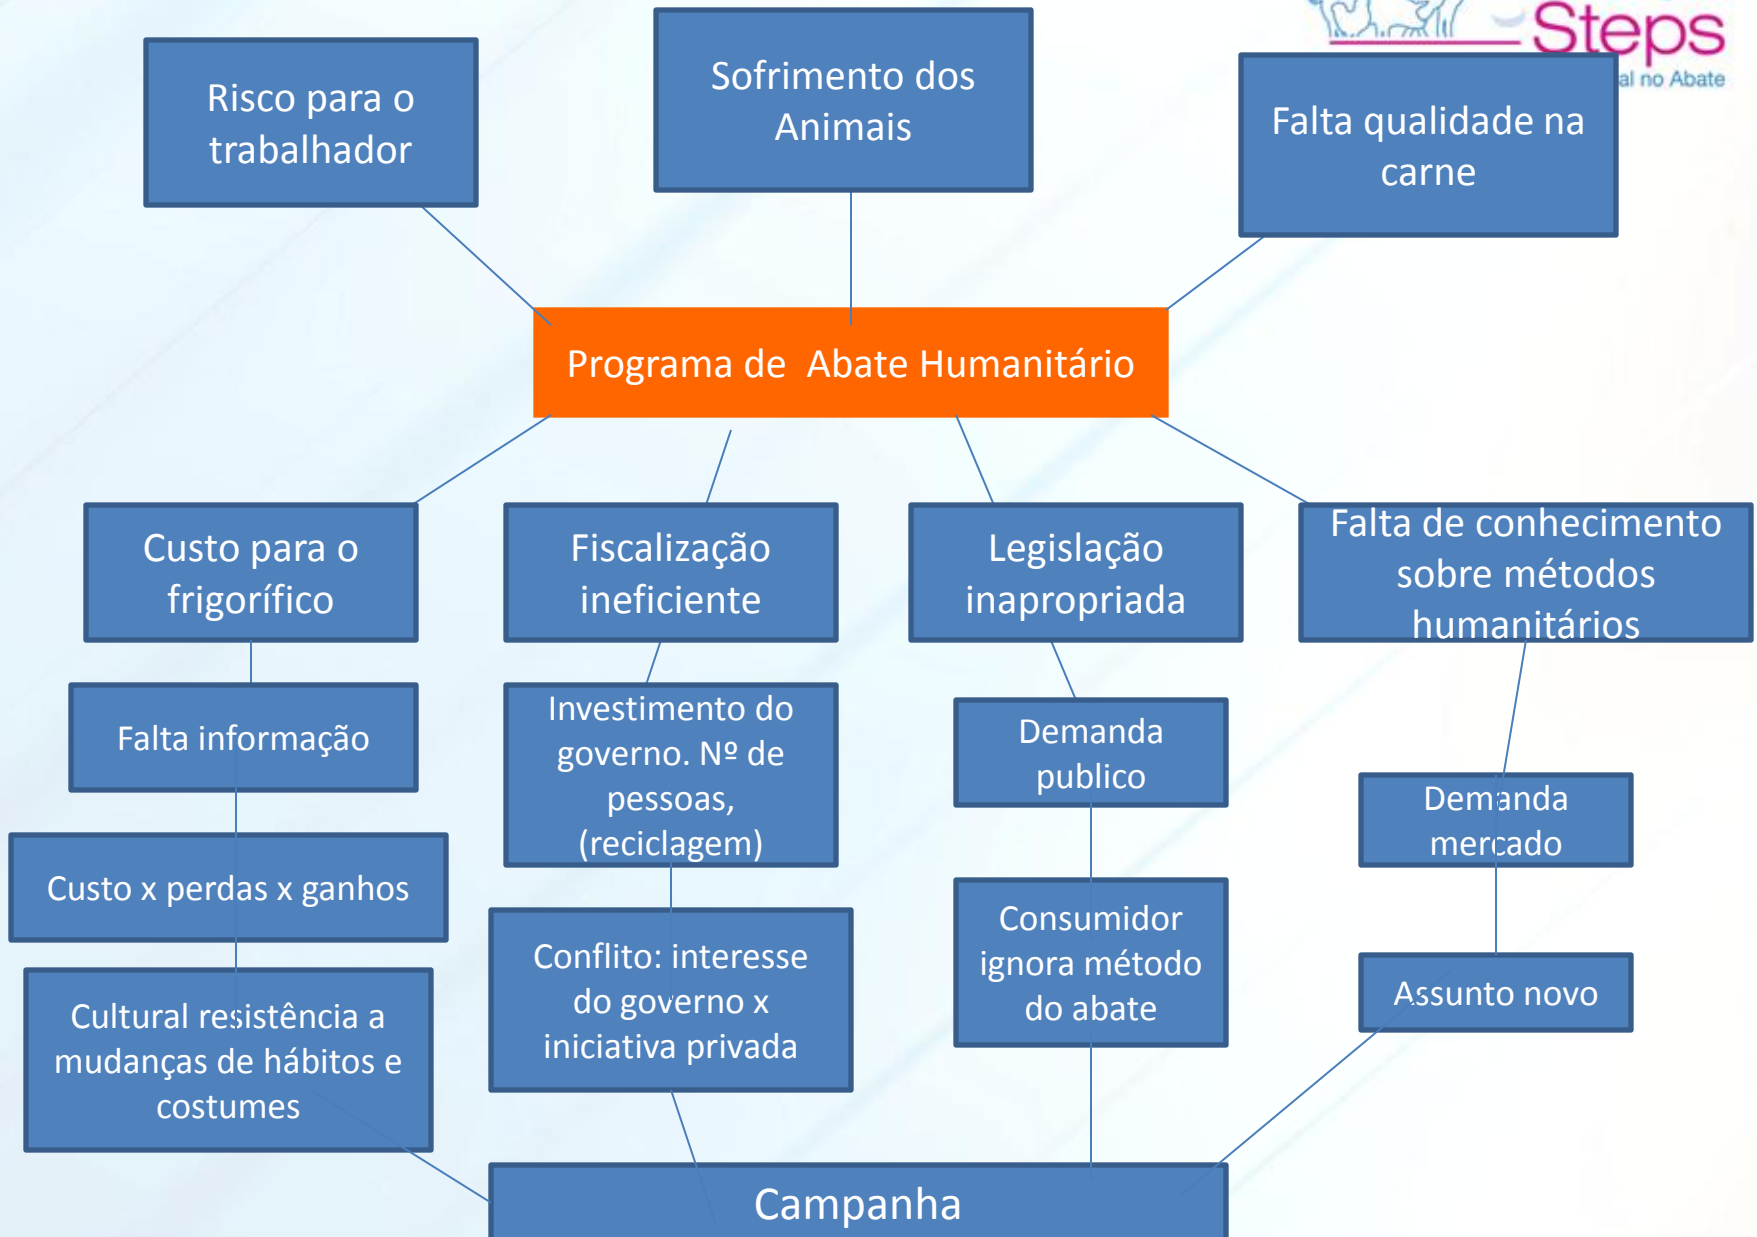 Steps
al no Abate
Risco para o
trabalhador
Sofrimento dos
Animais
Falta qualidade na
carne
Programa de Abate Humanitário
Custo para o
frigorífico
Fiscalização
ineficiente
Legislação
inapropriada
Falta de conhecimento
sobre métodos
humanitários
Falta informação
Investimento do
governo. Nº de
pessoas,
(reciclagem)
Demanda
publico
Demanda
mercado
Custo x perdas x ganhos
Conflito: interesse
do governo x
iniciativa privada
Consumidor
ignora método
do abate
Assunto novo
Cultural resistência a
mudanças de hábitos e
costumes
Campanha